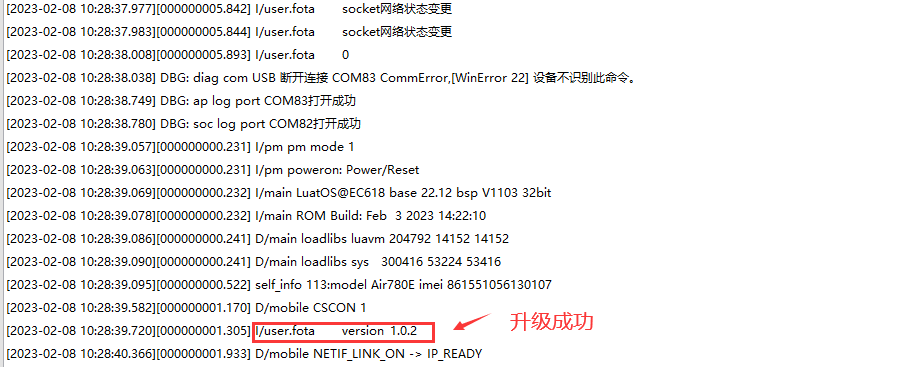 [2023-02-08 10:28:37.977][000000005.842] I/user.fota socket网络状态变更
[2023-02-08 10:28:37.983][000000005.844] I/user.fota socket网络状态变更
[2023-02-08 10:28:38.008][000000005.893] I/user.fota 0
[2023-02-08 10:28:38.038] DBG: diag com USB 断开连接 COM83 CommError,[WinError 22] 设备不识别此命令。
[2023-02-08 10:28:38.749] DBG: ap log port COM83打开成功
[2023-02-08 10:28:38.780] DBG: soc log port COM82打开成功
[2023-02-08 10:28:39.057][000000000.231] I/pm pm mode 1
[2023-02-08 10:28:39.063][000000000.231] I/pm poweron: Power/Reset
[2023-02-08 10:28:39.069][000000000.232] I/main LuatOS@EC618 base 22.12 bsp V1103 32bit
[2023-02-08 10:28:39.078][000000000.232] I/main ROM Build: Feb 3 2023 14:22:10
[2023-02-08 10:28:39.086][000000000.241] D/main loadlibs luavm 204792 14152 14152
[2023-02-08 10:28:39.090][000000000.241] D/main loadlibs sys 300416 53224 53416
[2023-02-08 10:28:39.095][000000000.522] self_info 113:model Air780E imei 861551056130107
[2023-02-08 10:28:39.582][000000001.170] D/mobile CSCON 1
[2023-02-08 10:28:39.720][000000001.305] I/user.fota version 1.0.2 升级成功
[2023-02-08 10:28:40.366][000000001.933] D/mobile NETIF_LINK_ON -> IP_READY